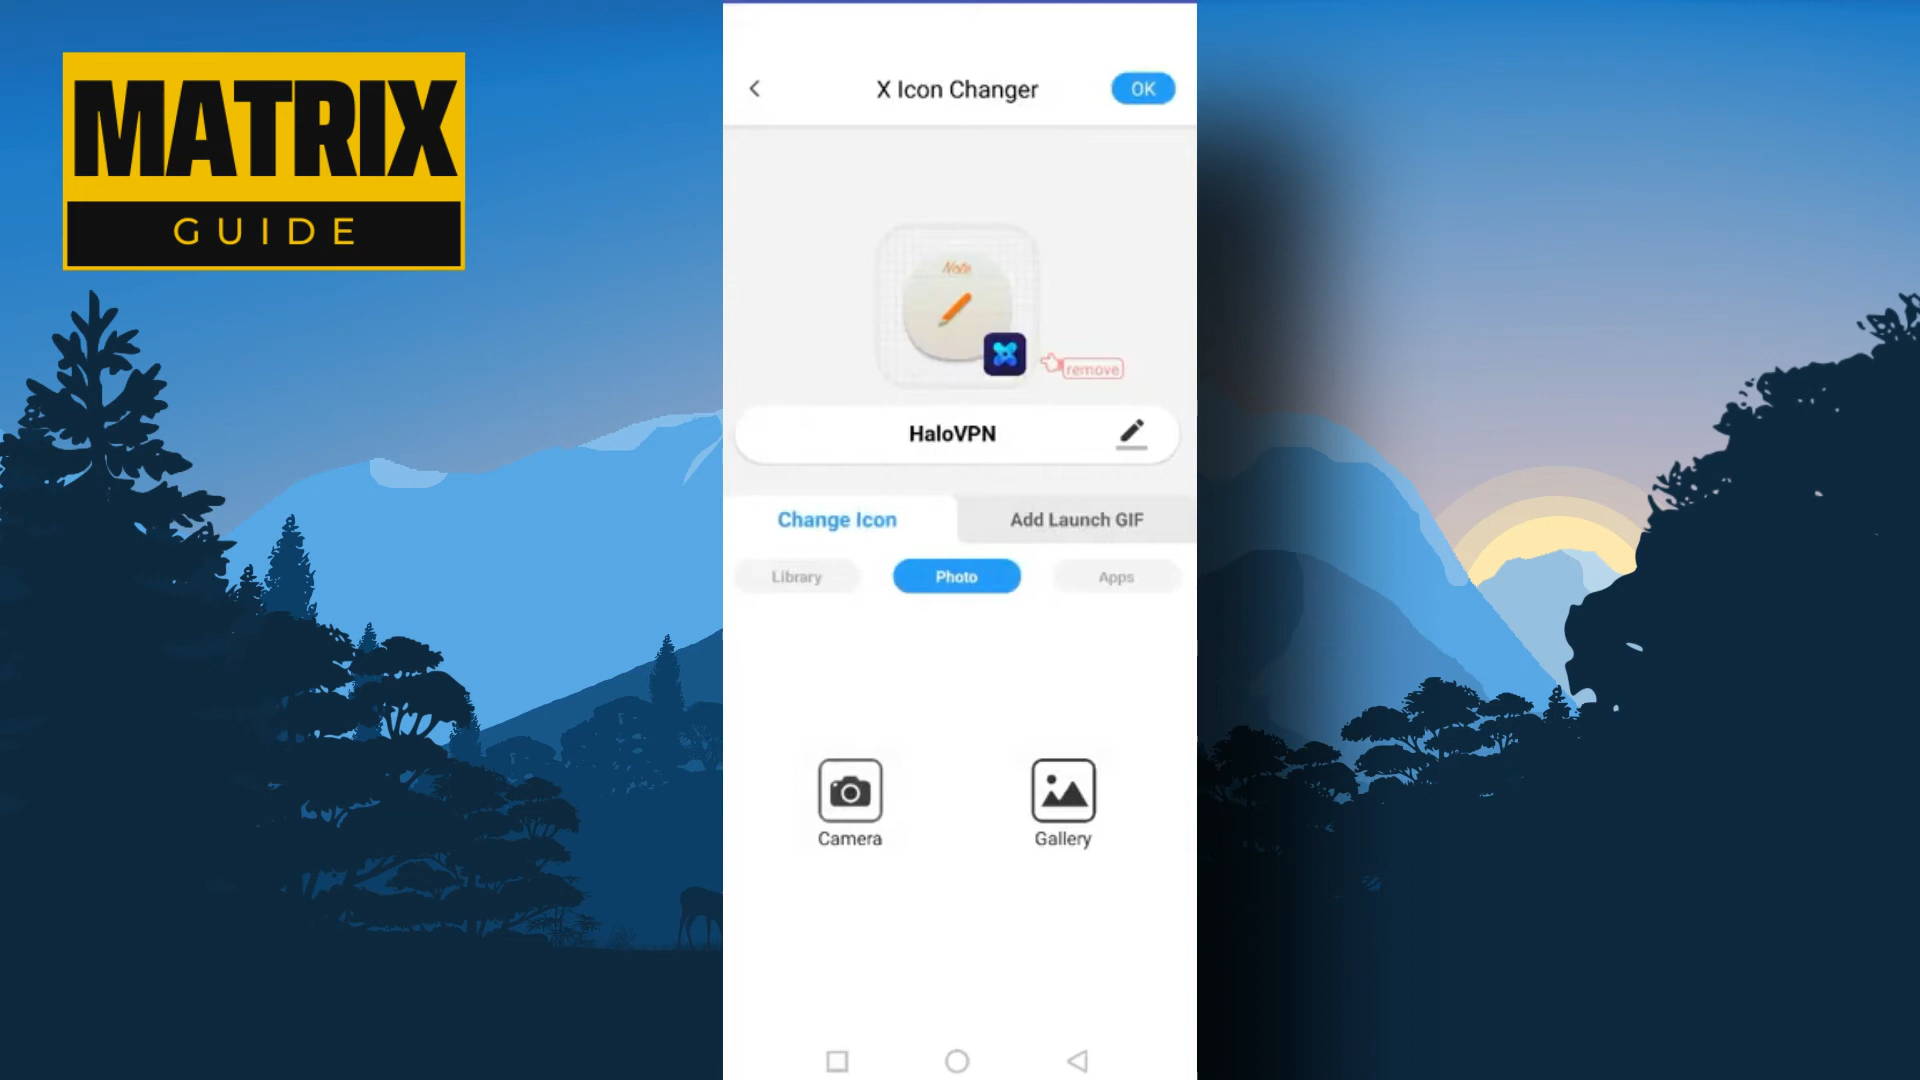 MATRIX
GUIDE
X Icon Changer
OK
Note
remove
HaloVPN
Change Icon
Add Launch GIF
Library
Photo
Apps
Camera
Gallery